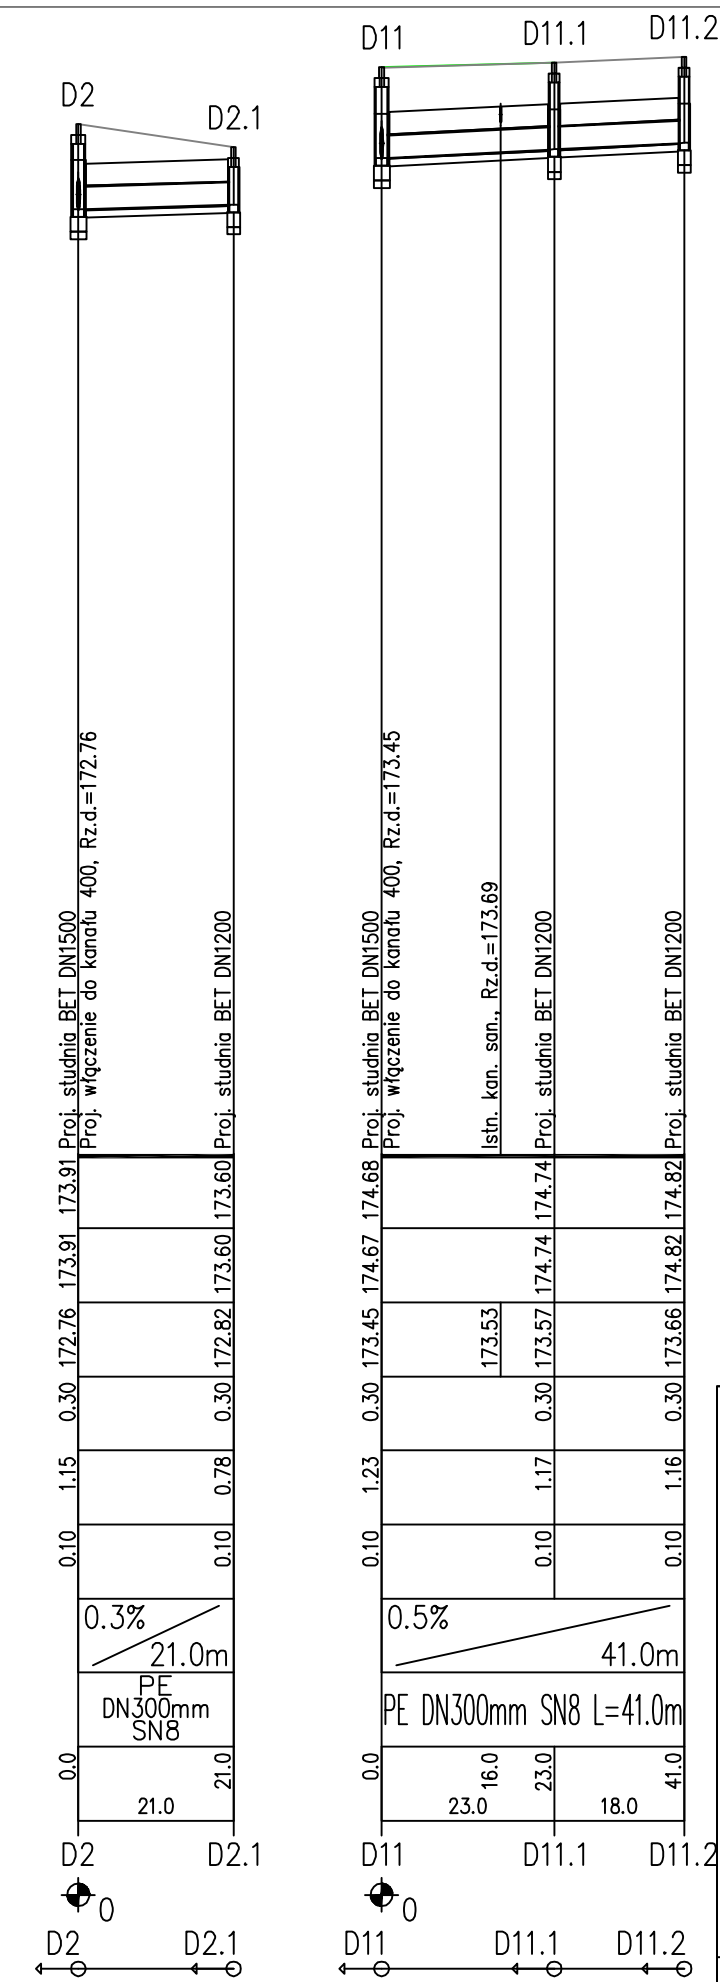 D2
D2.1
D11
D11.1
D11.2
Proj. studnia BET DN1500
Proj. włączenie do kanału 400, Rz.d.=172.76
Proj. studnia BET DN1200
Proj. studnia BET DN1500
Proj. włączenie do kanału 400, Rz.d.=173.45
Istn. kan. san., Rz.d.=173.69
Proj. studnia BET DN1200
Proj. studnia BET DN1200
173.91 173.60
173.91 173.60
172.76 172.82
0.30 0.30
1.15 0.78
0.10 0.10
0.3%
21.0m
PE
DN300mm
SN8
0.0 21.0
21.0
D2 D2.1
0
D2 D2.1
174.68 174.74 174.82
174.67 174.74 174.82
173.45 173.53 173.57 173.66
0.30 0.30 0.30
1.23 1.17 1.16
0.10 0.10 0.10
0.5%
41.0m
PE DN300mm SN8 L=41.0m
0.0 16.0 23.0 41.0
23.0 18.0
D11 D11.1 D11.2
0
D11 D11.1 D11.2